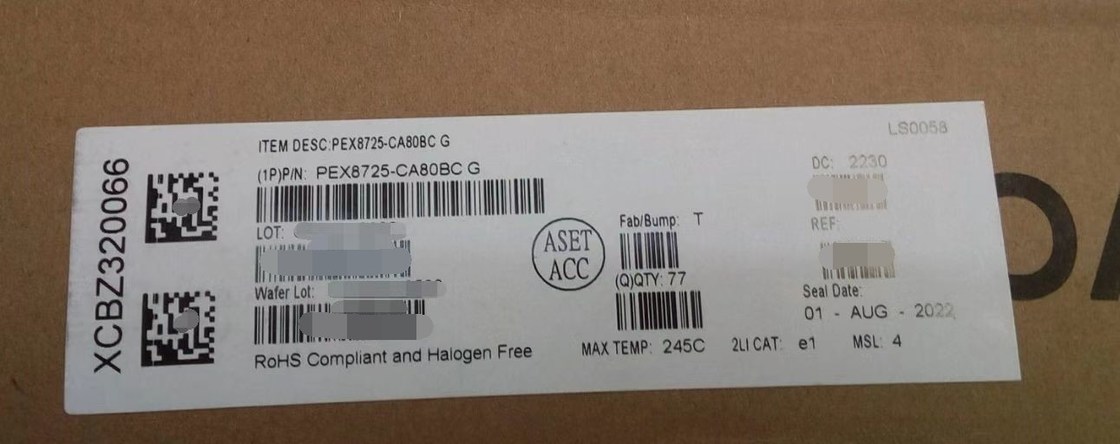 XCBZ320066
ITEM DESC:PEX8725-CA80BC G
(1P)P/N: PEX8725-CA80BC G
LOT:
Wafer Lot:
RoHS Compliant and Halogen Free
ASET
ACC
Fab/Bump: T
(Q)QTY: 77
MAX TEMP: 245C 2LI CAT: e1 MSL: 4
LS0058
DC: 2230
REF:
Seal Date:
01 - AUG - 2022